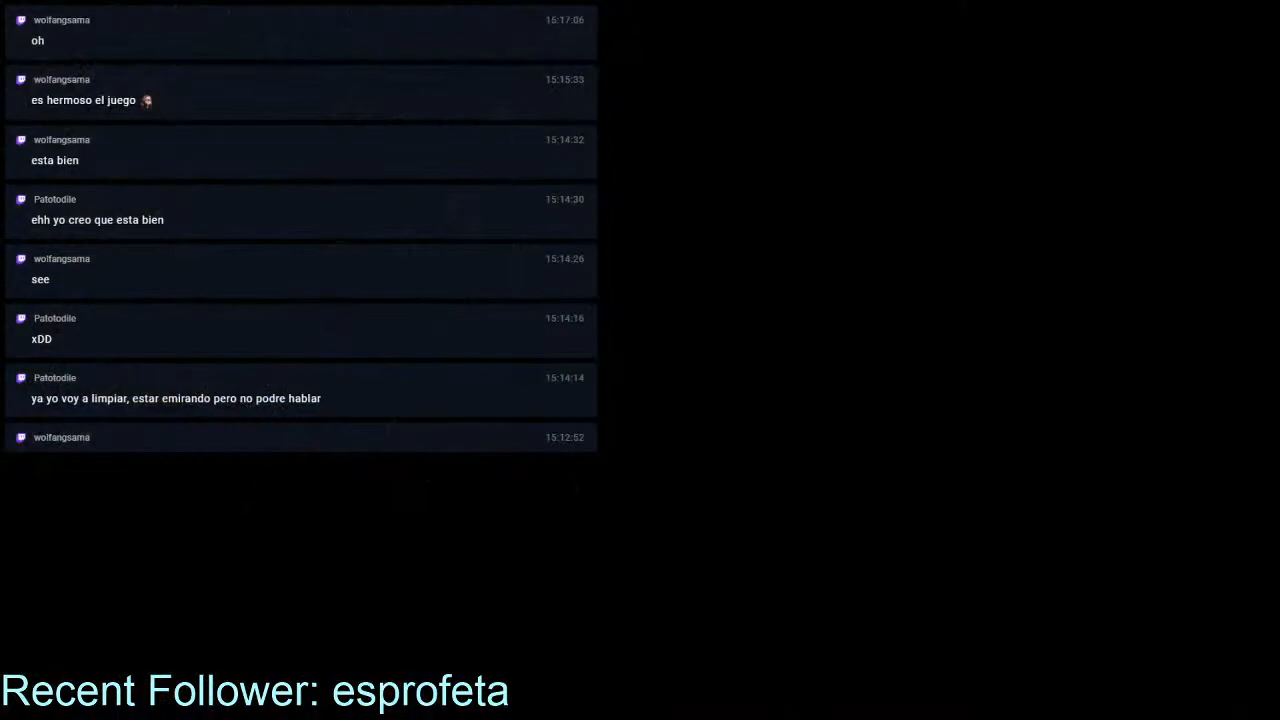 wolfangsama 15:17:06
oh
wolfangsama 15:15:33
es hermoso el juego
wolfangsama 15:14:32
esta bien
Patotodile 15:14:30
ehh yo creo que esta bien
wolfangsama 15:14:26
see
Patotodile 15:14:16
xDD
Patotodile 15:14:14
ya yo voy a limpiar, estar emirando pero no podre hablar
wolfangsama 15:12:52
Recent Follower: esprofeta